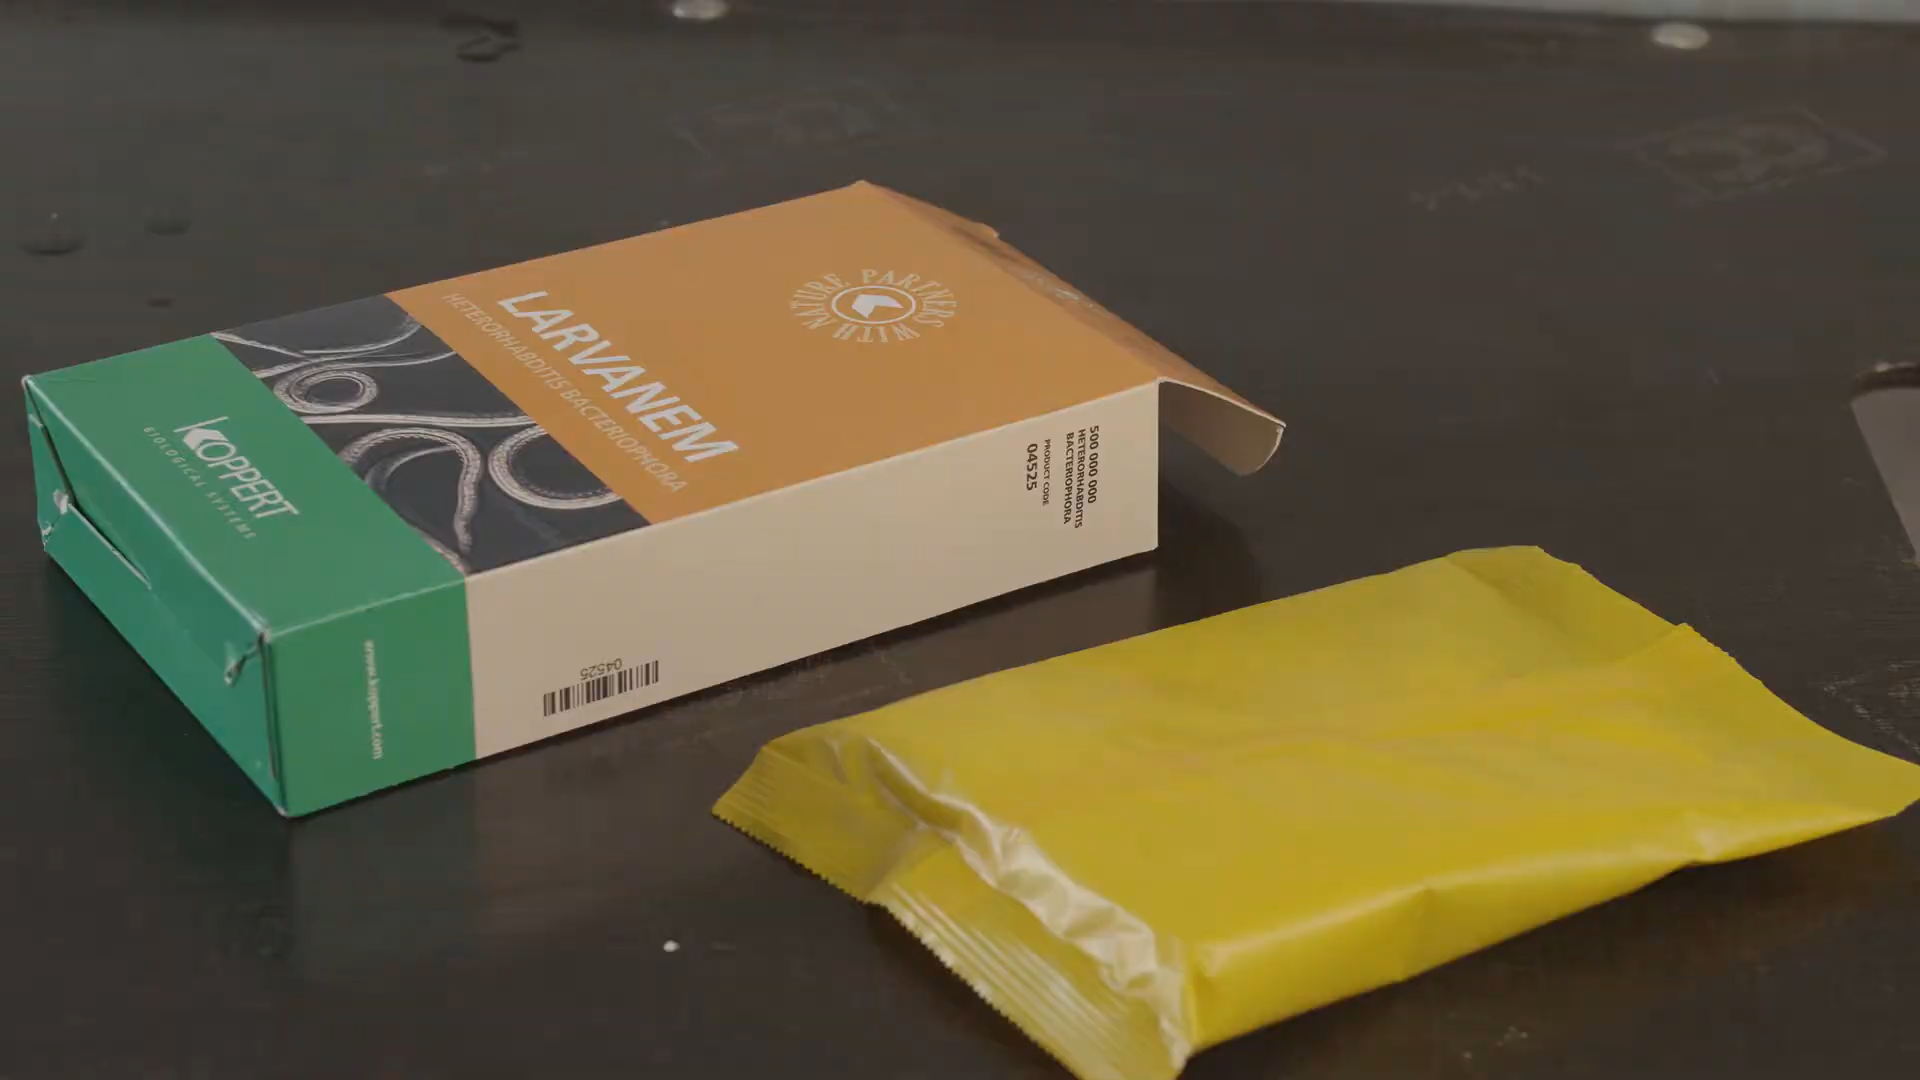 KOPPERT
BIOLOGICAL SYSTEMS
LARVANEM
HETERORHABDITIS BACTERIOPHORA
PARTNERS WITH NATURE
500 000 000
HETERORHABDITIS
BACTERIOPHORA
PRODUCT CODE
04525
04525
www.koppert.com